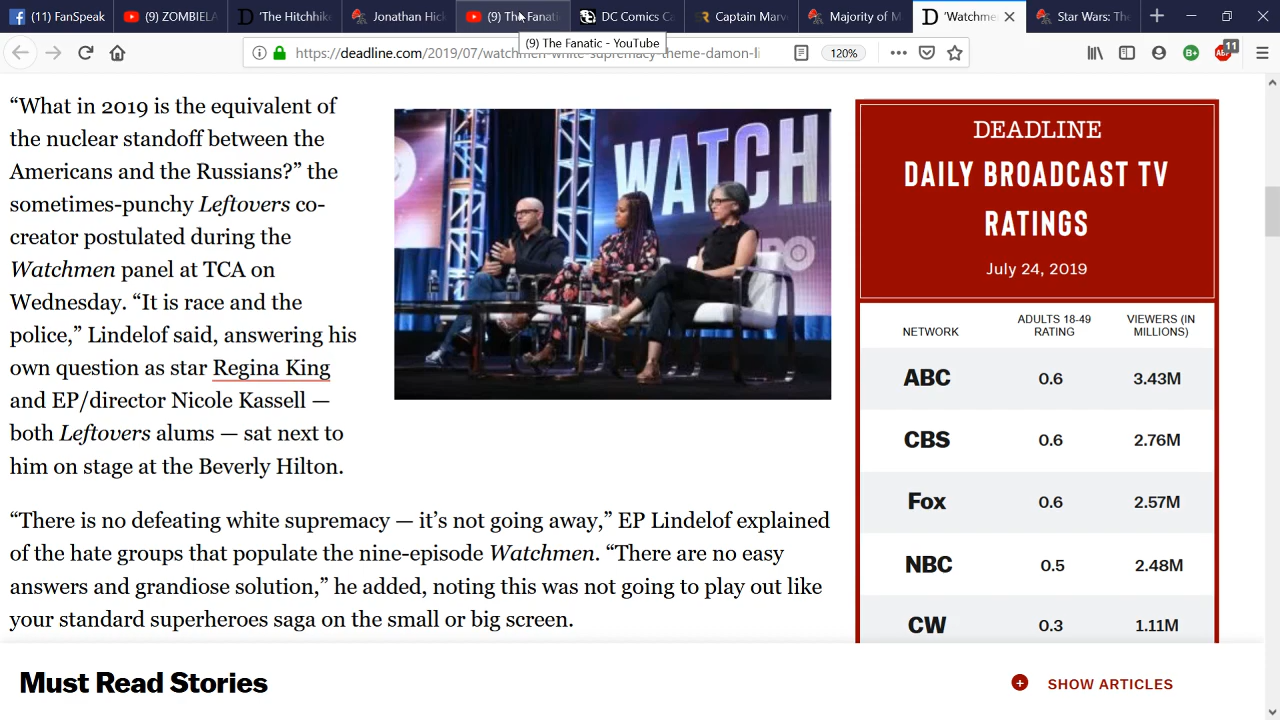 (11) FanSpeak
(9) ZOMBIELA
'The Hitchhik
Jonathan Hic
(9) The Fanati
DC Comics Ca
Captain Marv
Majority of M
'Watchme
Star Wars: The
(9) The Fanatic - YouTube
https://deadline.com/2019/07/watch -white-supremacy-theme-damon-li
120%
11
“What in 2019 is the equivalent of
the nuclear standoff between the
Americans and the Russians?” the
sometimes-punchy Leftovers co-
creator postulated during the
Watchmen panel at TCA on
Wednesday. “It is race and the
police,” Lindelof said, answering his
own question as star Regina King
and EP/director Nicole Kassell —
both Leftovers alums — sat next to
him on stage at the Beverly Hilton.
WATCH
HBO
“There is no defeating white supremacy — it’s not going away,” EP Lindelof explained
of the hate groups that populate the nine-episode Watchmen. “There are no easy
answers and grandiose solution,” he added, noting this was not going to play out like
your standard superheroes saga on the small or big screen.
DEADLINE
DAILY BROADCAST TV
RATINGS
July 24, 2019
NETWORK ADULTS 18-49 RATING VIEWERS (IN MILLIONS)
ABC 0.6 3.43M
CBS 0.6 2.76M
Fox 0.6 2.57M
NBC 0.5 2.48M
CW 0.3 1.11M
Must Read Stories
SHOW ARTICLES